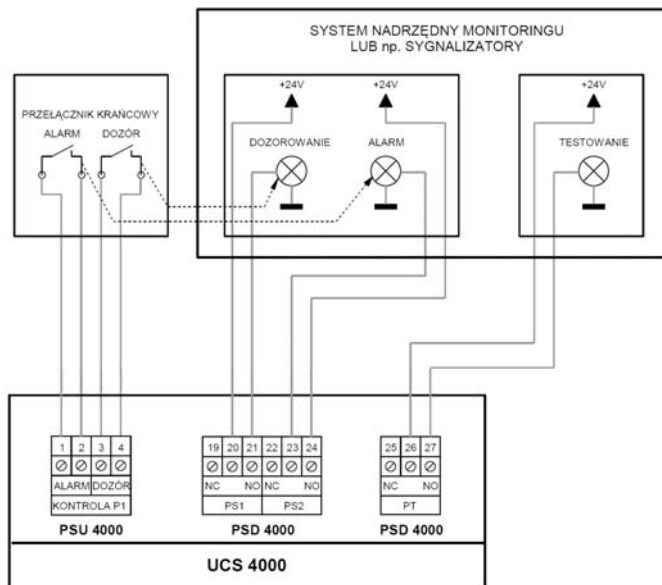 SYSTEM NADRZĘDNY MONITORINGU
LUB np. SYGNALIZATORY
PRZEŁĄCZNIK KRAŃCOWY
ALARM DOZÓR
+24V +24V +24V
DOZOROWANIE ALARM TESTOWANIE
1 2 3 4 19 20 21 22 23 24 25 26 27
ALARM DOZÓR NC NO NC NO NC NO
KONTROLA P1 PS1 PS2 PT
PSU 4000 PSD 4000 PSD 4000
UCS 4000